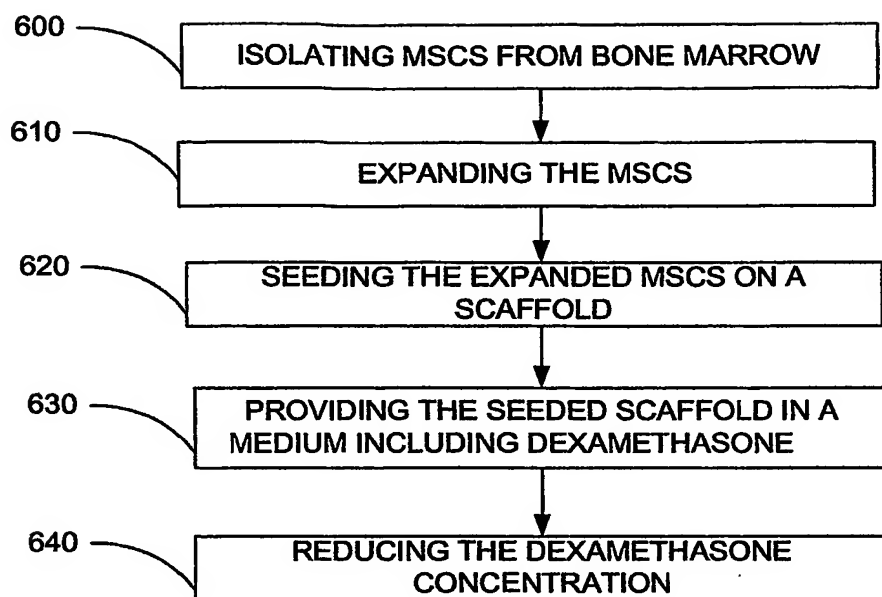 600
ISOLATING MSCS FROM BONE MARROW
610
EXPANDING THE MSCS
620
SEEDING THE EXPANDED MSCS ON A
SCAFFOLD
630
PROVIDING THE SEEDED SCAFFOLD IN A
MEDIUM INCLUDING DEXAMETHASONE
640
REDUCING THE DEXAMETHASONE
CONCENTRATION